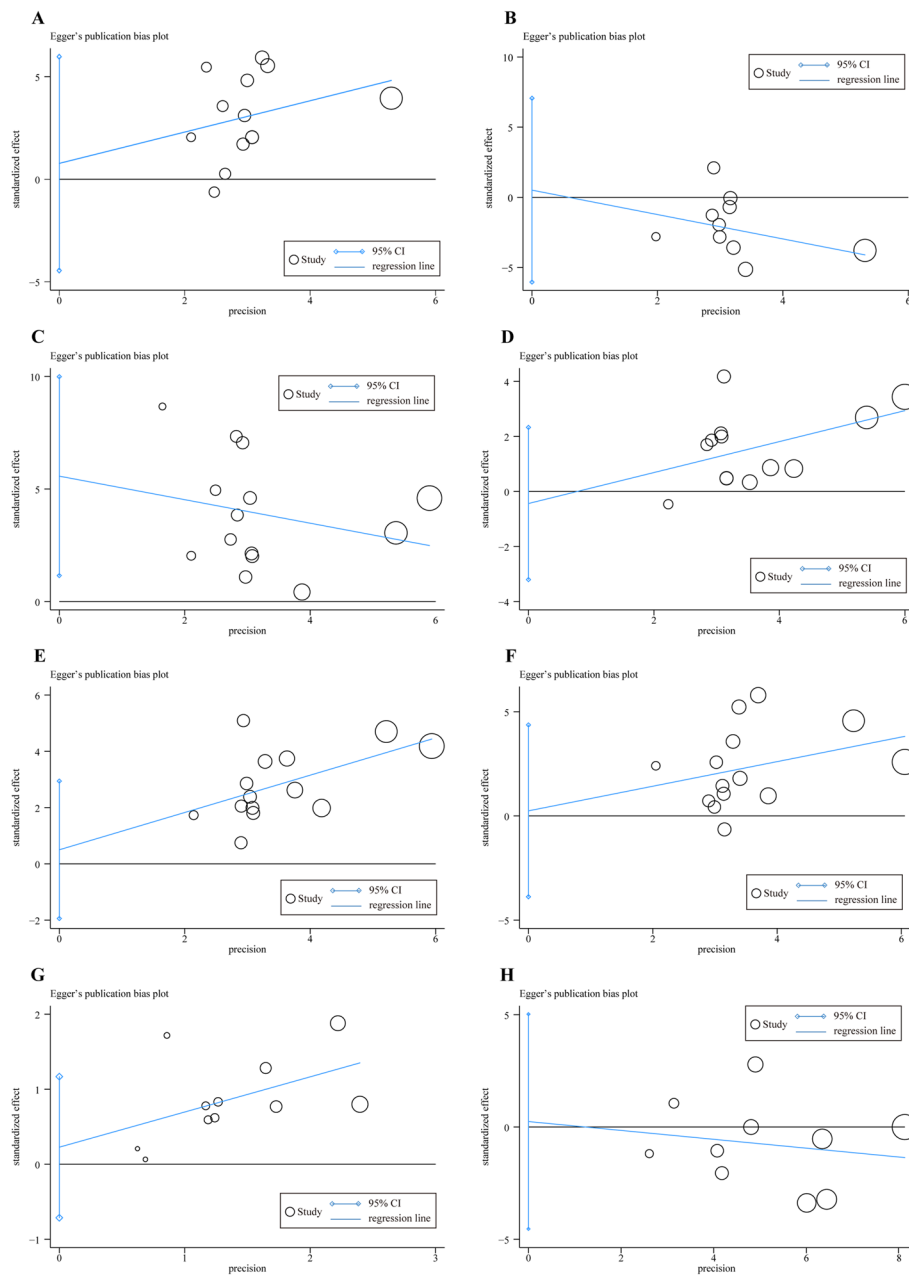 A
Egger's publication bias plot
standardized effect
5
0
−5
Study
95% CI
regression line
0
2
4
6
precision
B
Egger's publication bias plot
standardized effect
10
5
0
−5
Study
95% CI
regression line
0
2
4
6
precision
C
Egger's publication bias plot
standardized effect
10
5
0
Study
95% CI
regression line
0
2
4
6
precision
D
Egger's publication bias plot
standardized effect
4
2
0
−2
−4
Study
95% CI
regression line
0
2
4
6
precision
E
Egger's publication bias plot
standardized effect
6
4
2
0
−2
Study
95% CI
regression line
0
2
4
6
precision
F
Egger's publication bias plot
standardized effect
5
0
−5
Study
95% CI
regression line
0
2
4
6
precision
G
Egger's publication bias plot
standardized effect
2
1
0
−1
Study
95% CI
regression line
0
1
2
3
precision
H
Egger's publication bias plot
standardized effect
5
0
−5
Study
95% CI
regression line
0
2
4
6
8
precision